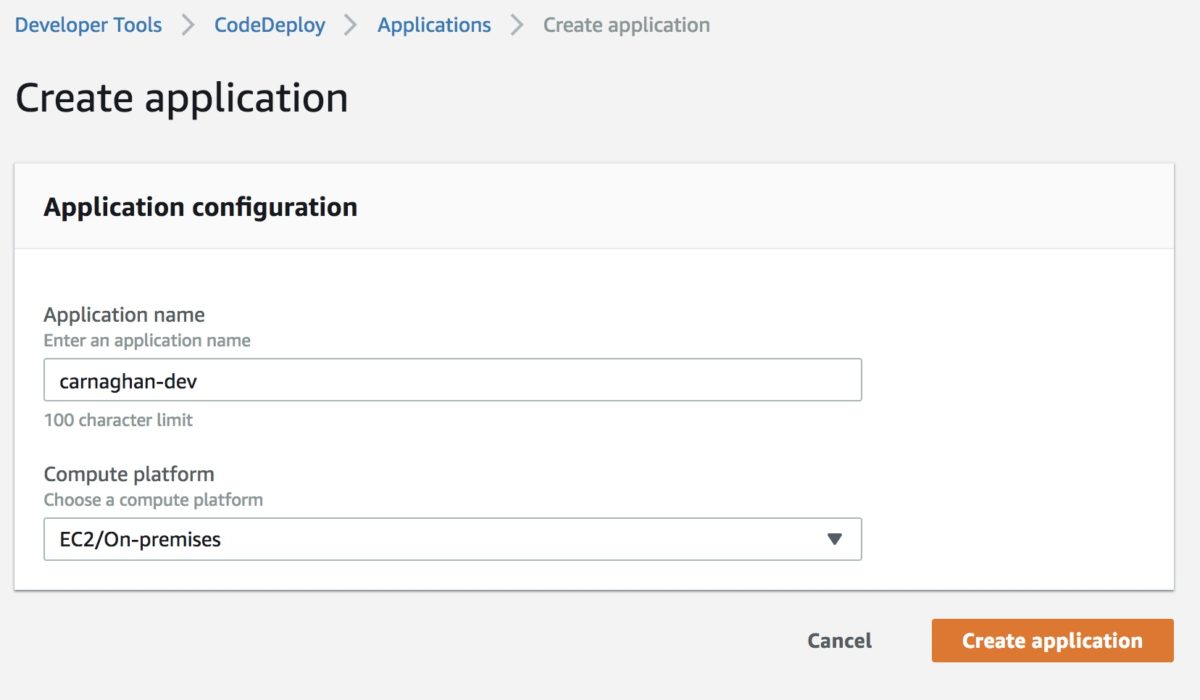 Developer Tools > CodeDeploy > Applications > Create application
Create application
Application configuration
Application name
Enter an application name
carnaghan-dev
100 character limit
Compute platform
Choose a compute platform
EC2/On-premises
Cancel
Create application